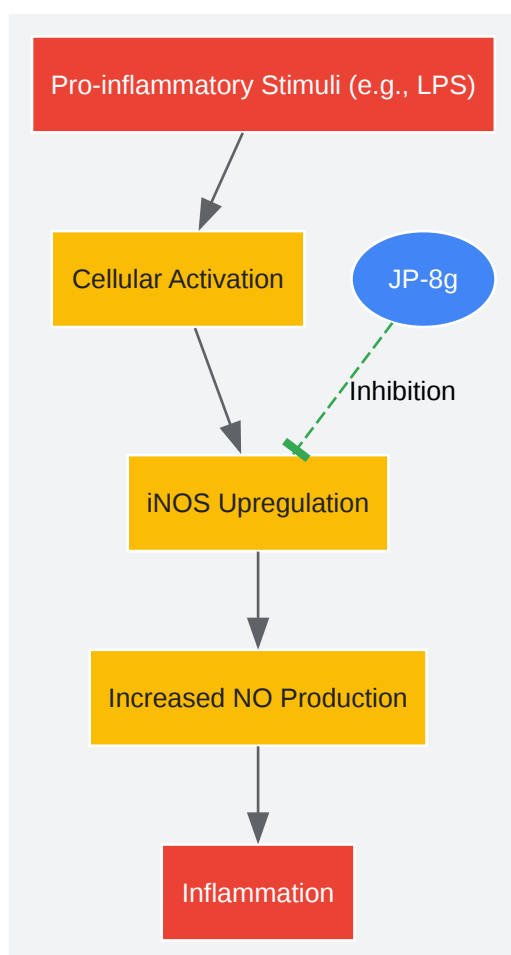 Pro-inflammatory Stimuli (e.g., LPS)
Cellular Activation
JP-8g
Inhibition
iNOS Upregulation
Increased NO Production
Inflammation